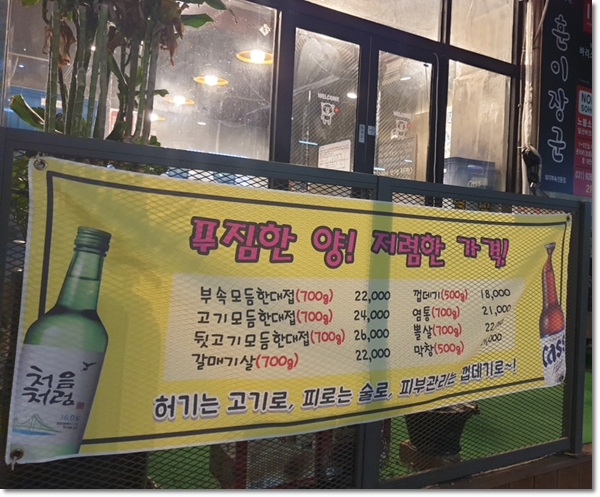 푸짐한 양! 저렴한 가격!
부속모듬한대접(700g) 22,000
고기모듬한대접(700g) 24,000
뒷고기모듬한대접(700g) 26,000
갈매기살(700g) 22,000
껍데기(500g) 18,000
염통(700g) 21,000
뽈살(700g)
막창(500g)
허기는 고기로, 피로는 술로, 피부관리는 껍데기로~!
처음
처럼
Cass
WELCOME
훈이장군